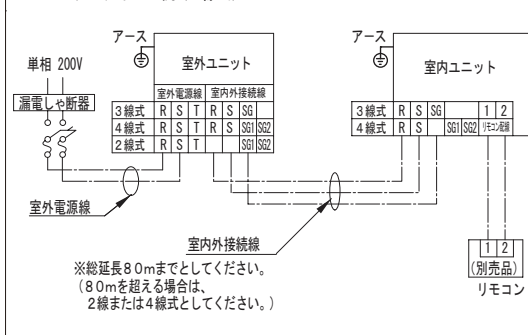 アース
単相 200V
漏電しゃ断器
室外ユニット
室外電源線 室内外接続線
3線式 R S T R S SG
4線式 R S T R S SG1 SG2
2線式 R S T SG1 SG2
室外電源線
室内外接続線
※総延長80mまでとしてください。
(80mを超える場合は、
2線または4線式としてください。)
アース
室内ユニット
3線式 R S SG 1 2
4線式 R S SG1 SG2 リモコン配線
1 2
(別売品)
リモコン